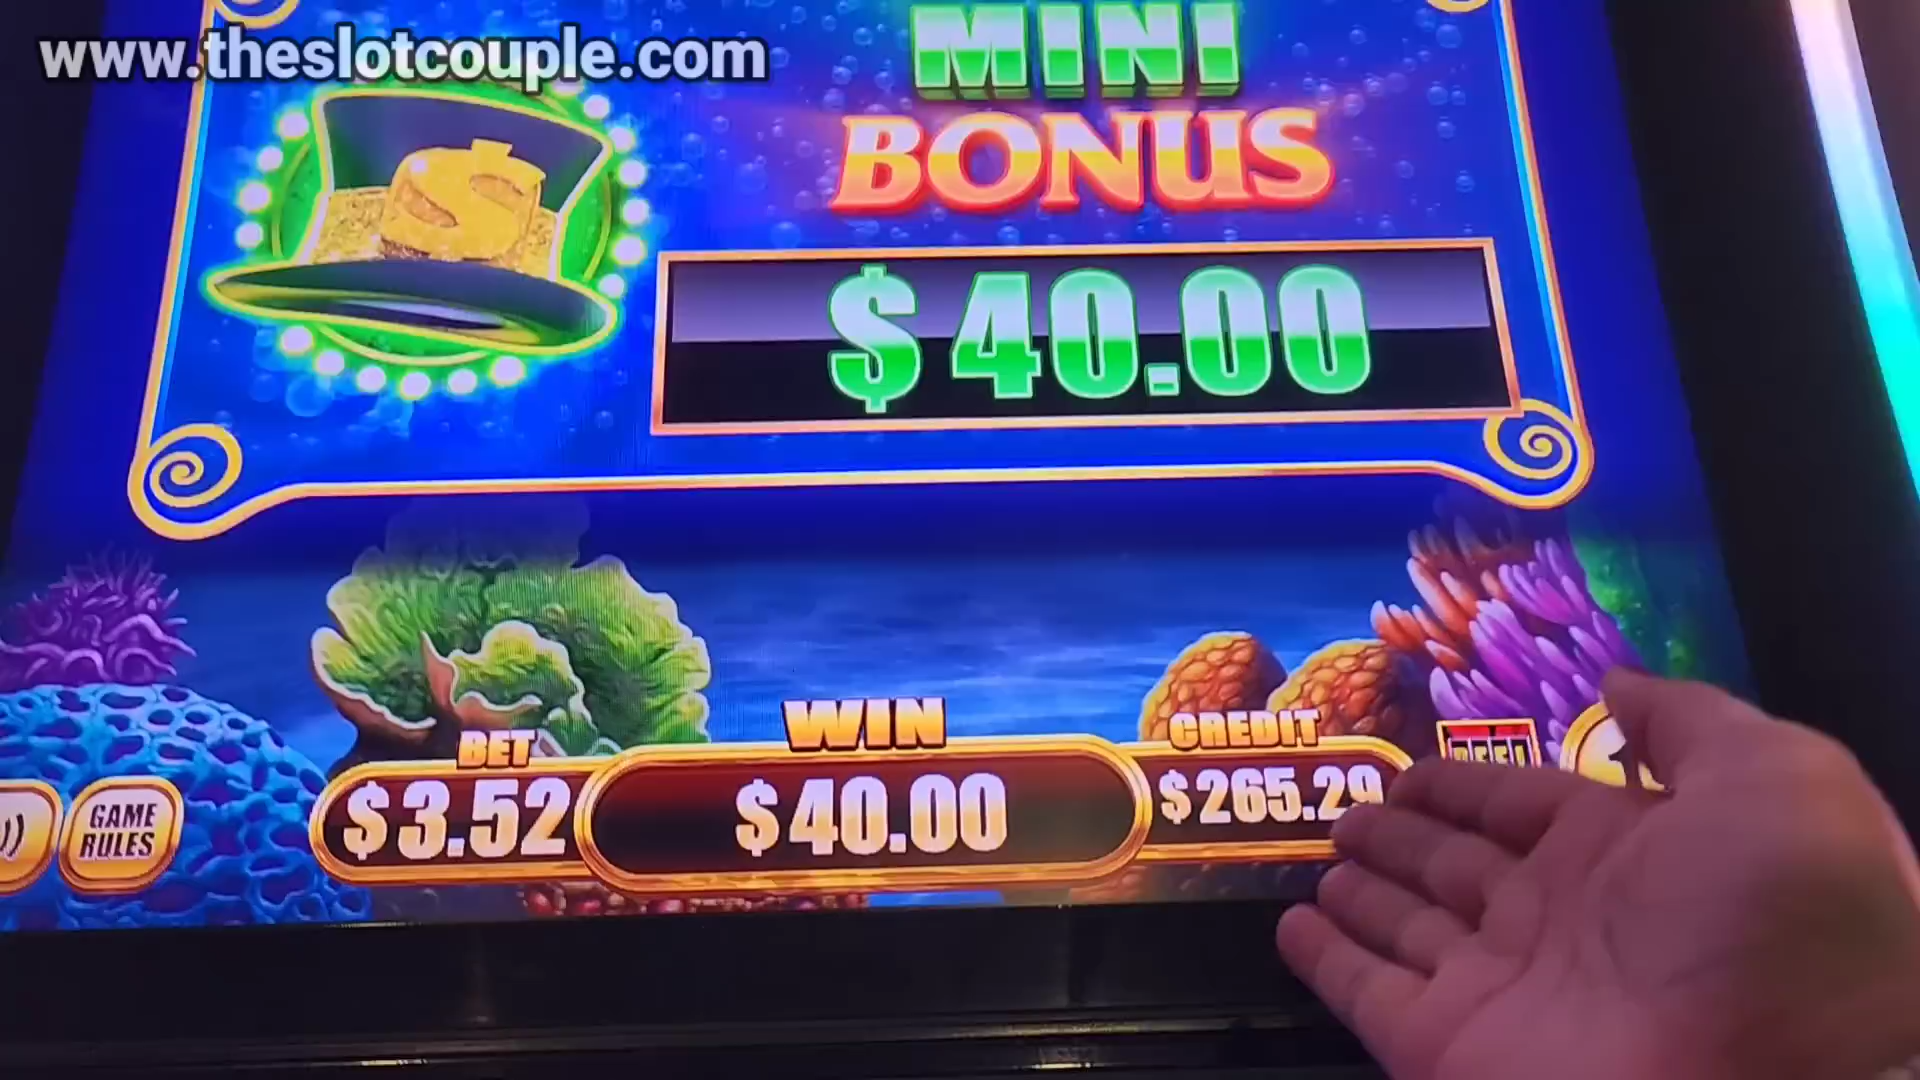 www.theslotcouple.com
MINI
BONUS
$40.00
BET
$3.52
WIN
$40.00
CREDIT
$265.29
GAME
RULES